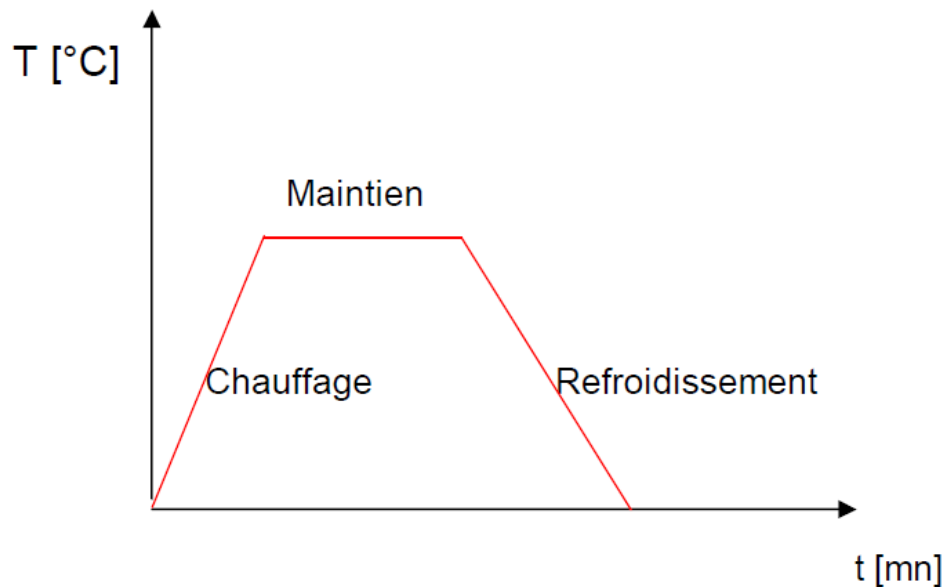 T [°C]
Maintien
Chauffage
Refroidissement
t [mn]